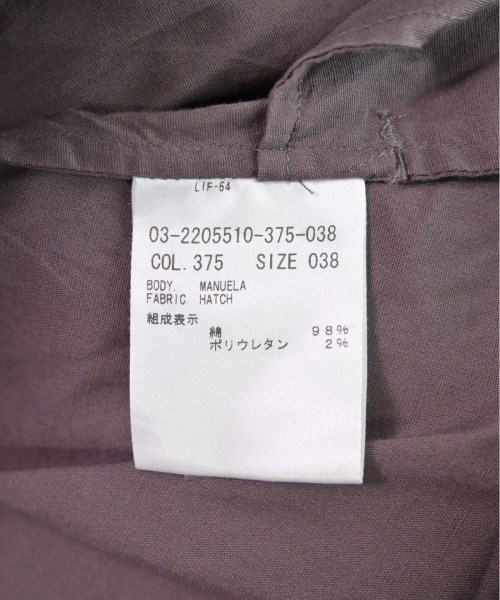 LIF-64
03-2205510-375-038
COL. 375 SIZE 038
BODY. MANUELA
FABRIC HATCH
組成表示
綿 98%
ポリウレタン 2%